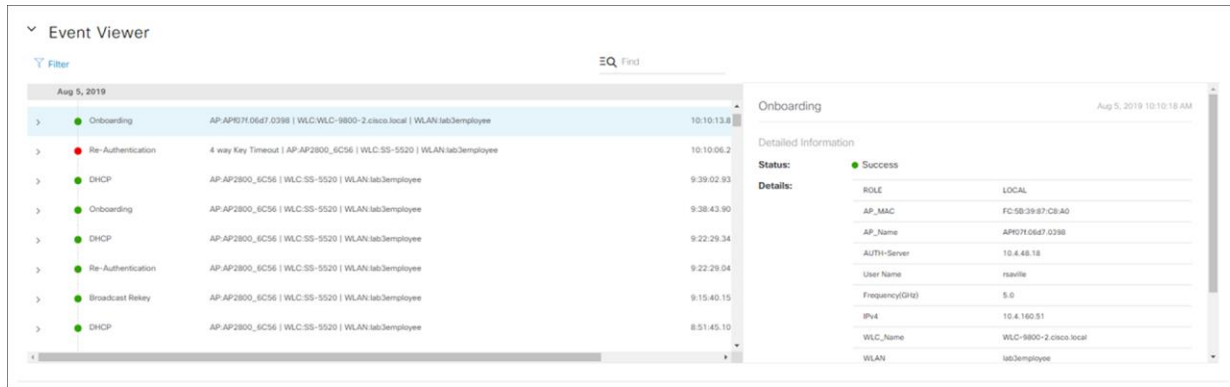 Event Viewer
Filter
Find
Aug 5, 2019
Onboarding AP:APf07f.06d7.0398 | WLC:WLC-9800-2.cisco.local | WLAN:lab3employee 10:10:13.8
Re-Authentication 4 way Key Timeout | AP:AP2800_6C56 | WLC:SS-5520 | WLAN:lab3employee 10:10:06.2
DHCP AP:AP2800_6C56 | WLC:SS-5520 | WLAN:lab3employee 9:39:02.93
Onboarding AP:AP2800_6C56 | WLC:SS-5520 | WLAN:lab3employee 9:38:43.90
DHCP AP:AP2800_6C56 | WLC:SS-5520 | WLAN:lab3employee 9:22:29.34
Re-Authentication AP:AP2800_6C56 | WLC:SS-5520 | WLAN:lab3employee 9:22:29.04
Broadcast Rekey AP:AP2800_6C56 | WLC:SS-5520 | WLAN:lab3employee 9:15:40.15
DHCP AP:AP2800_6C56 | WLC:SS-5520 | WLAN:lab3employee 8:51:45.10
Onboarding Aug 5, 2019 10:10:18 AM
Detailed Information
Status: Success
Details:
ROLE LOCAL
AP_MAC FC:5B:39:87:C8:A0
AP_Name APf07f.06d7.0398
AUTH-Server 10.4.48.18
User Name rsaville
Frequency(GHz) 5.0
IPv4 10.4.160.51
WLC_Name WLC-9800-2.cisco.local
WLAN lab3employee